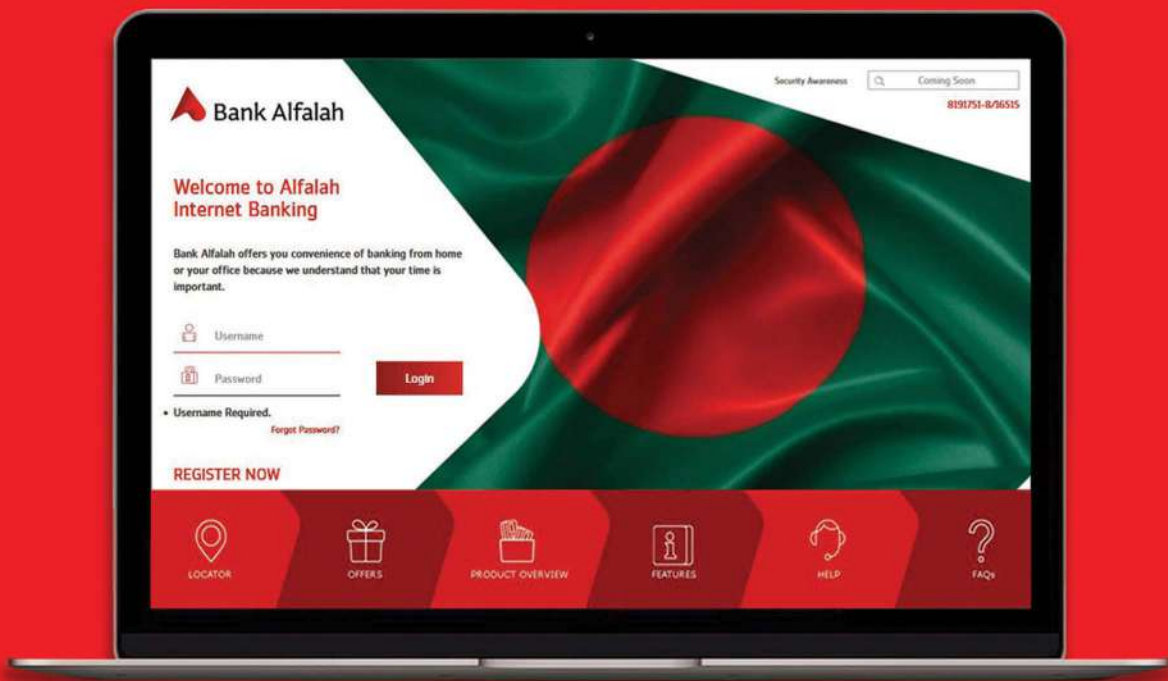 Security Awareness
Coming Soon
8191751-8/16515
Bank Alfalah
Welcome to Alfalah
Internet Banking
Bank Alfalah offers you convenience of banking from home
or your office because we understand that your time is
important.
Username
Password
Login
• Username Required.
Forgot Password?
REGISTER NOW
LOCATOR
OFFERS
PRODUCT OVERVIEW
FEATURES
HELP
FAQs